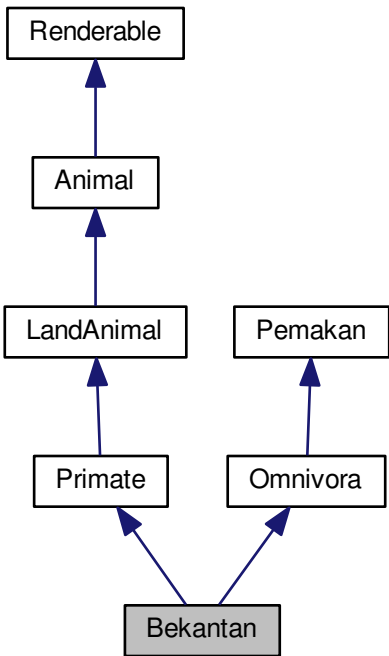 Renderable
Animal
LandAnimal
Pemakan
Primate
Omnivora
Bekantan